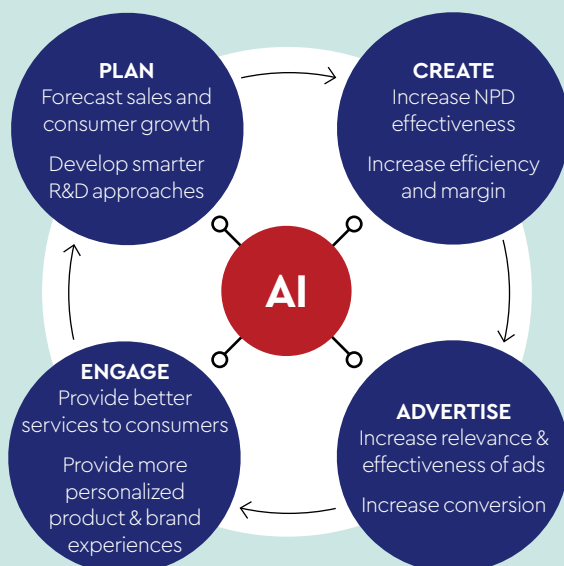 PLAN
Forecast sales and
consumer growth
Develop smarter
R&D approaches
CREATE
Increase NPD
effectiveness
Increase efficiency
and margin
AI
ENGAGE
Provide better
services to consumers
Provide more
personalized
product & brand
experiences
ADVERTISE
Increase relevance &
effectiveness of ads
Increase conversion